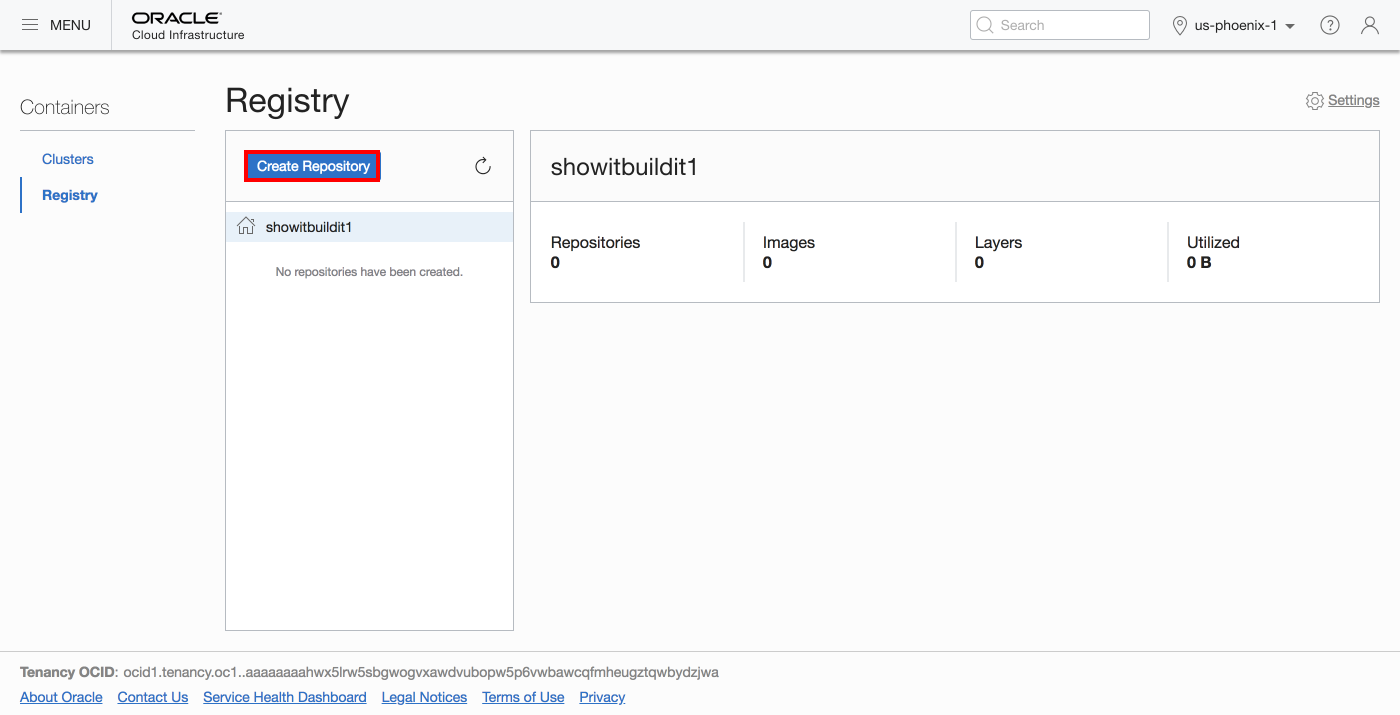 MENU
ORACLE
Cloud Infrastructure
Search
us-phoenix-1
Containers
Clusters
Registry
Registry
Settings
Create Repository
showitbuildit1
No repositories have been created.
showitbuildit1
Repositories
0
Images
0
Layers
0
Utilized
0 B
Tenancy OCID: ocid1.tenancy.oc1..aaaaaaaahwx5lrw5sbgwogvxawdvubopw5p6vwbawcqfmheugztqwbydzjwa
About Oracle Contact Us Service Health Dashboard Legal Notices Terms of Use Privacy